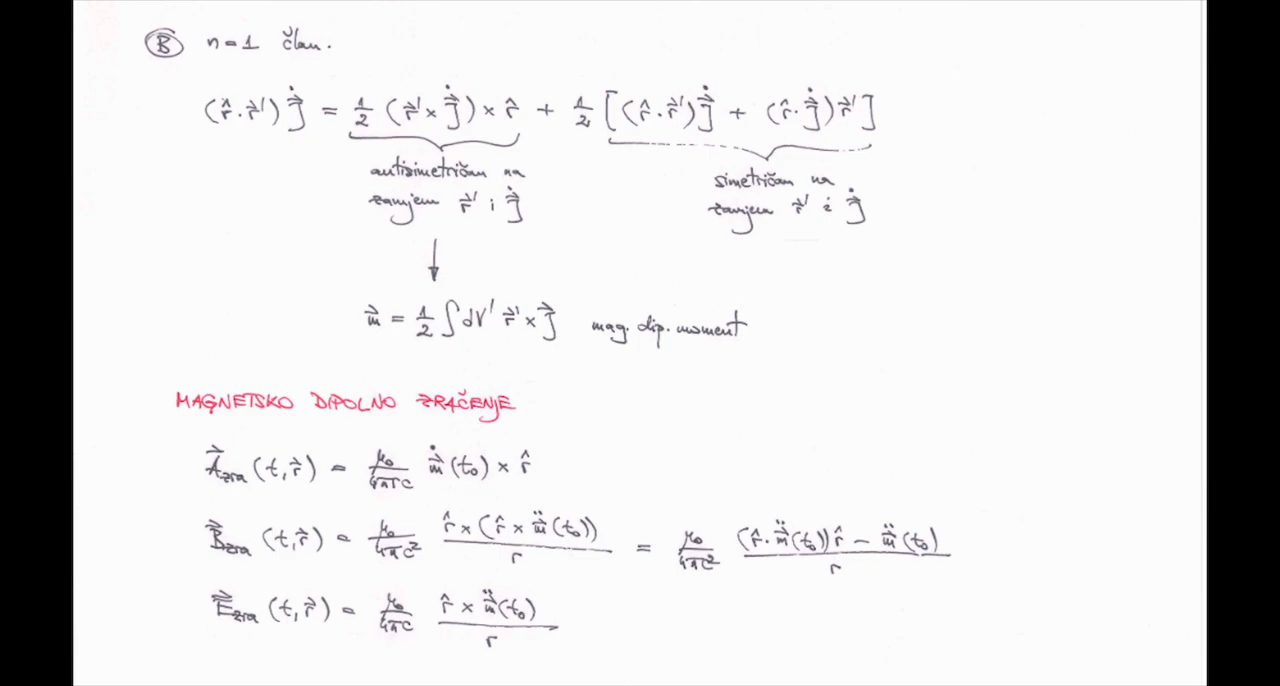 Ⓑ n=1 član.
(r̂·r⃗')J⃗̇ = 1/2 (r⃗'×J⃗̇)×r̂ + 1/2 [(r̂·r⃗')J⃗̇ + (r̂·J⃗̇)r⃗']
antisimetričan na
zamjenu r⃗' i J⃗̇
simetričan na
zamjenu r⃗' i J⃗̇
m⃗ = 1/2 ∫dV' r⃗'×J⃗ mag. dip. moment
MAGNETSKO DIPOLNO ZRAČENJE
A⃗zra (t,r⃗) = μ₀/4πrc m⃗̇(t₀) × r̂
B⃗zra (t,r⃗) = μ₀/4πc² r̂×(r̂×m⃗̈(t₀))/r = μ₀/4πc² (r̂·m⃗̈(t₀))r̂ − m⃗̈(t₀)/r
E⃗zra (t,r⃗) = μ₀/4πc r̂×m⃗̈(t₀)/r